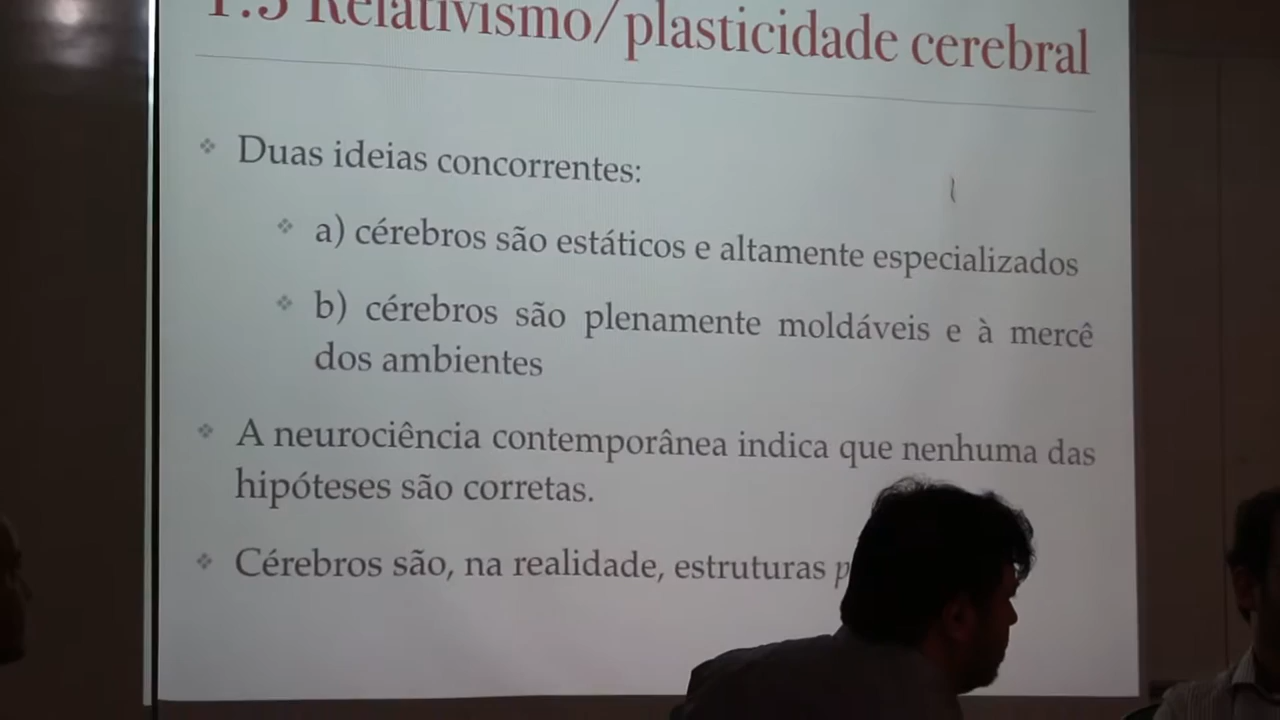 Relativismo/plasticidade cerebral
Duas ideias concorrentes:
a) cérebros são estáticos e altamente especializados
b) cérebros são plenamente moldáveis e à mercê
dos ambientes
A neurociência contemporânea indica que nenhuma das
hipóteses são corretas.
Cérebros são, na realidade, estruturas